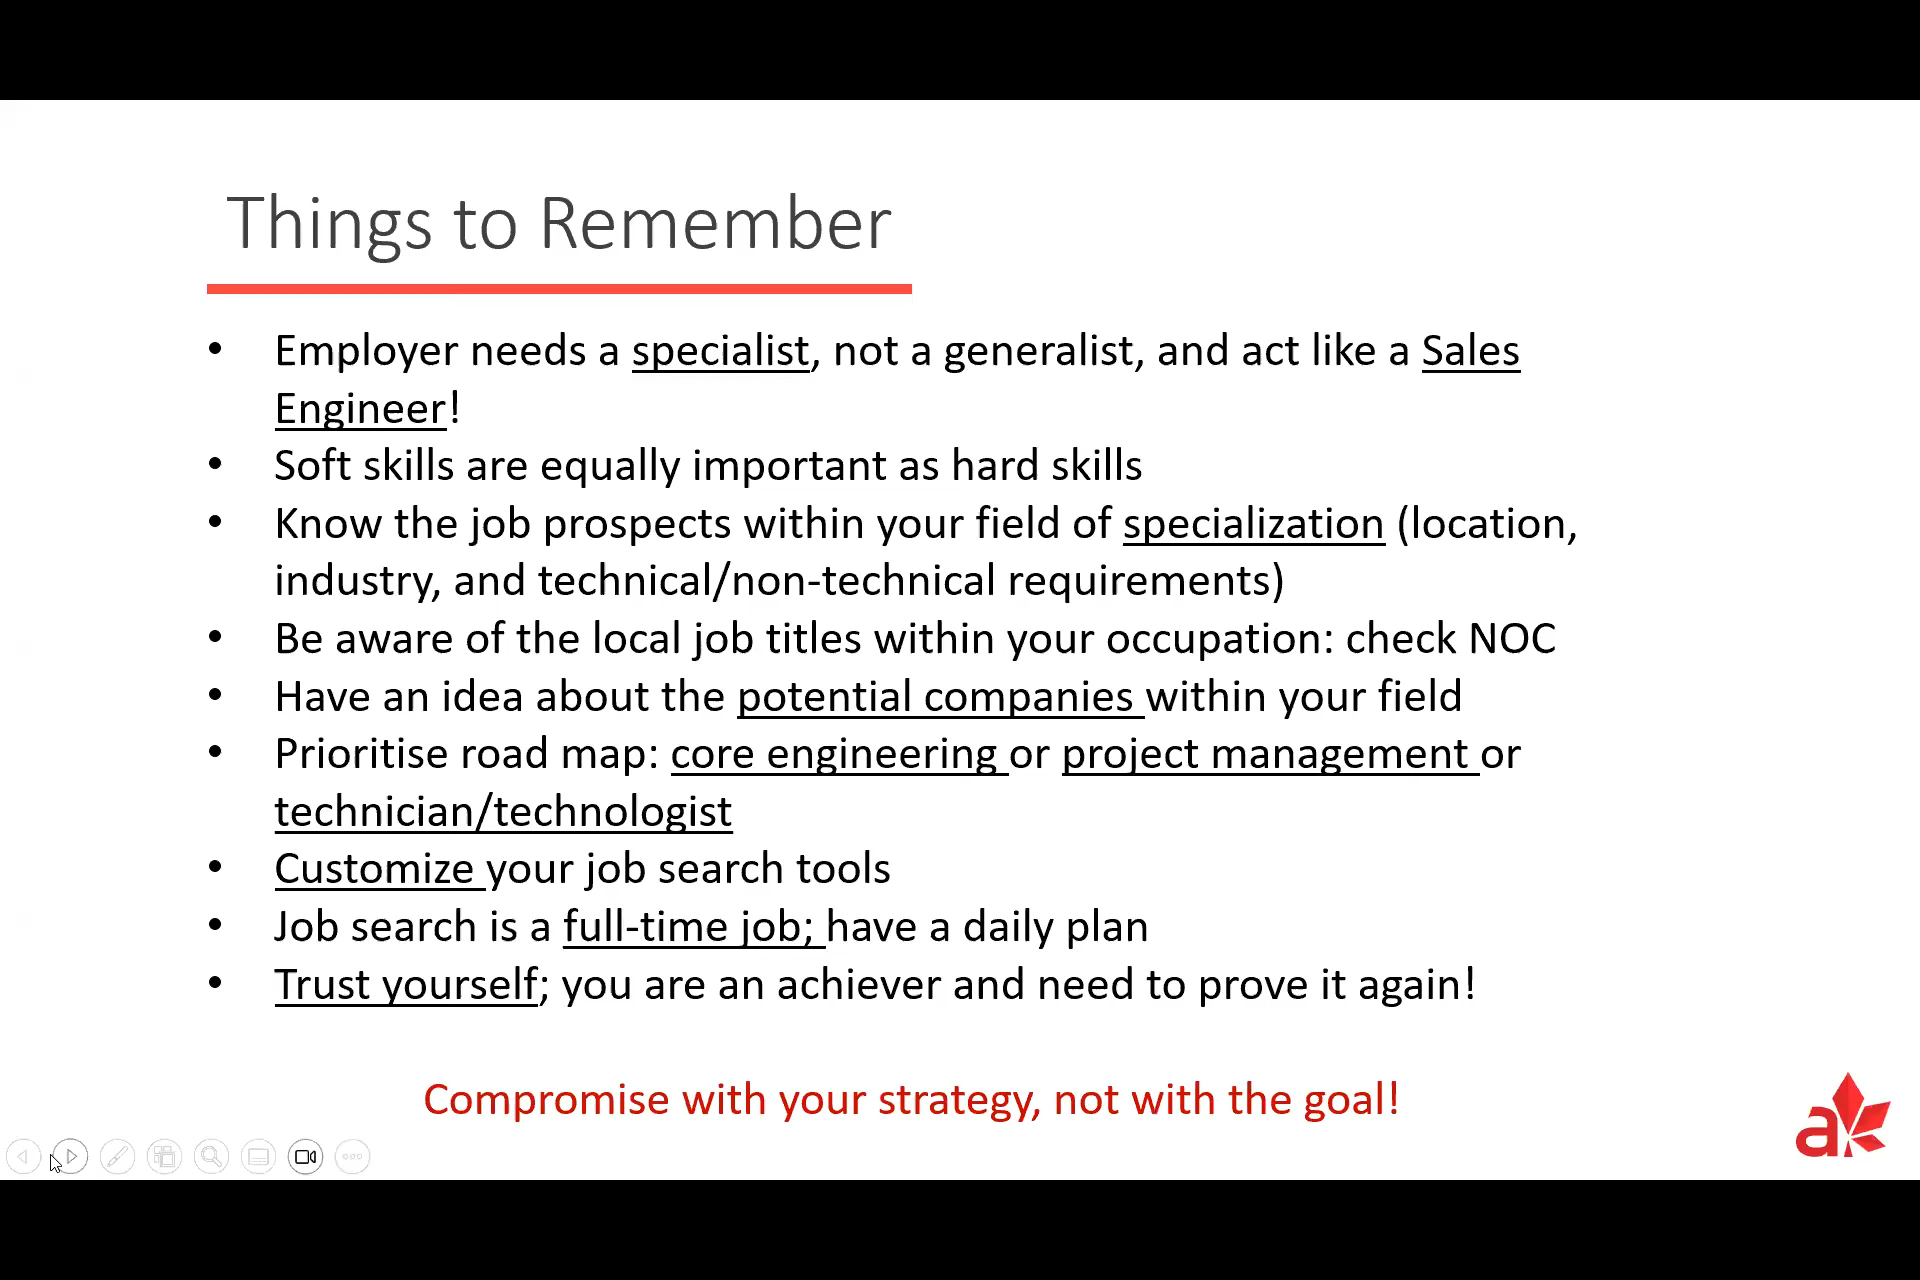 Things to Remember
• Employer needs a specialist, not a generalist, and act like a Sales
Engineer!
• Soft skills are equally important as hard skills
• Know the job prospects within your field of specialization (location,
industry, and technical/non-technical requirements)
• Be aware of the local job titles within your occupation: check NOC
• Have an idea about the potential companies within your field
• Prioritise road map: core engineering or project management or
technician/technologist
• Customize your job search tools
• Job search is a full-time job; have a daily plan
• Trust yourself; you are an achiever and need to prove it again!
Compromise with your strategy, not with the goal!
a